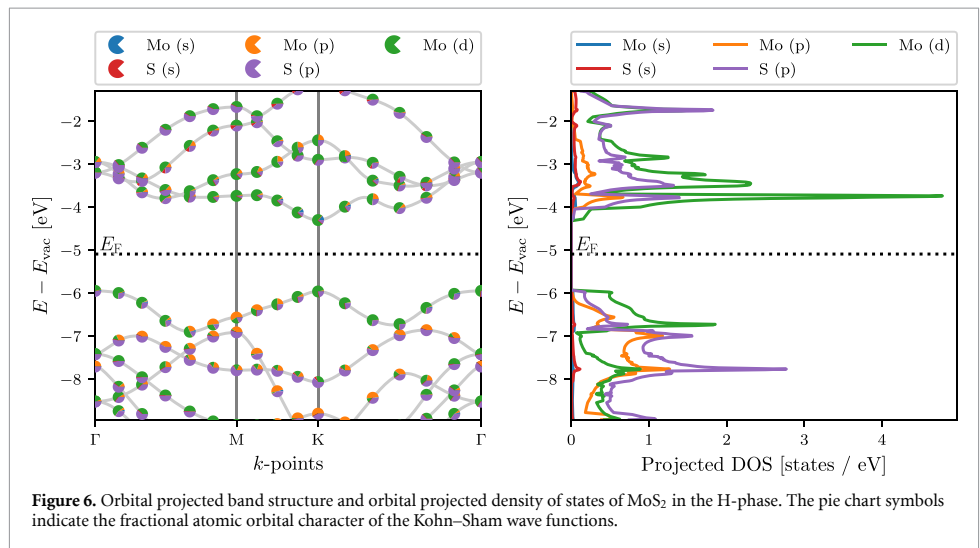 Mo (s) Mo (p) Mo (d)
S (s) S (p)
Mo (s) Mo (p) Mo (d)
S (s) S (p)
E − E_vac [eV]
−2
−3
−4
−5
−6
−7
−8
E_F
Γ M K Γ
k-points
E − E_vac [eV]
−2
−3
−4
−5
−6
−7
−8
E_F
0 1 2 3 4
Projected DOS [states / eV]
Figure 6. Orbital projected band structure and orbital projected density of states of MoS₂ in the H-phase. The pie chart symbols
indicate the fractional atomic orbital character of the Kohn–Sham wave functions.